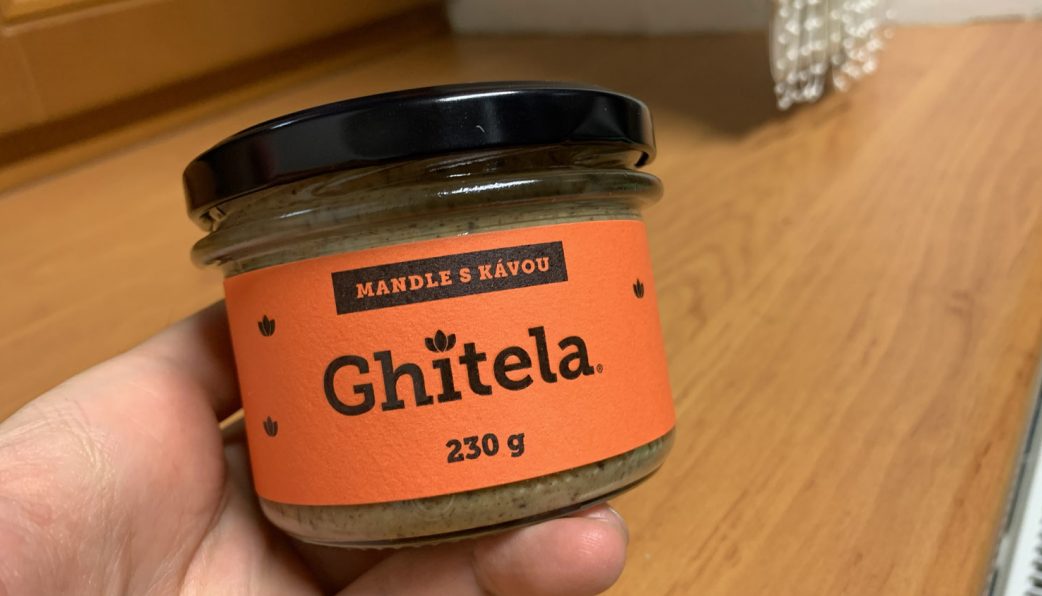 MANDLE S KÁVOU
Ghitela®
230 g